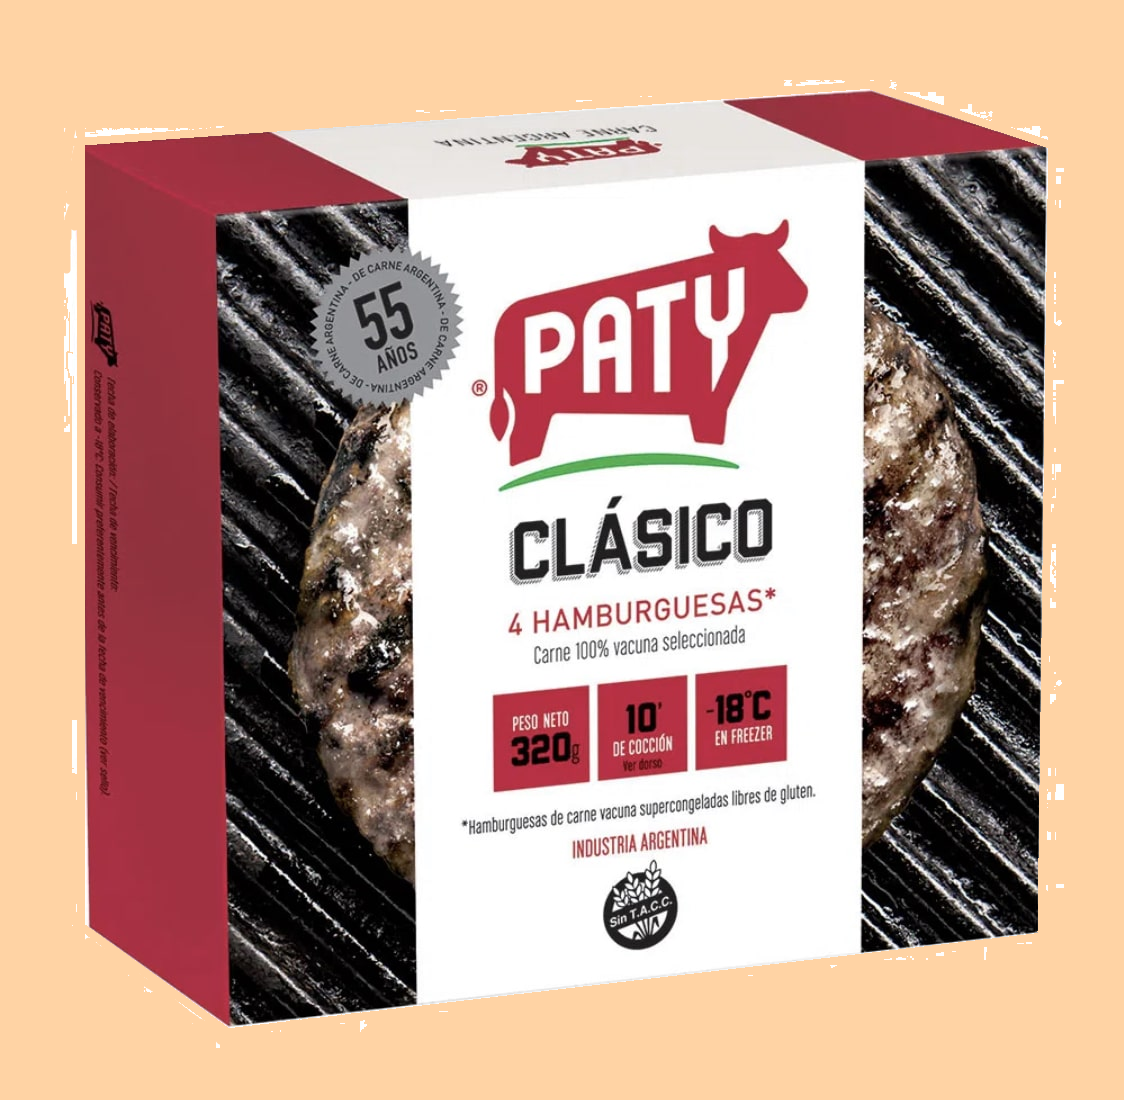 CARNE ARGENTINA
PATY
DE CARNE ARGENTINA - DE CARNE ARGENTINA - DE CARNE ARGENTINA -
55
AÑOS
PATY
®
CLÁSICO
4 HAMBURGUESAS*
Carne 100% vacuna seleccionada
PESO NETO
320g
10'
DE COCCIÓN
Ver dorso
-18°C
EN FREEZER
*Hamburguesas de carne vacuna supercongeladas libres de gluten.
INDUSTRIA ARGENTINA
Sin T.A.C.C.
PATY
Fecha de elaboración: / Fecha de vencimiento:
Conservado a -18°C. Consumir preferentemente antes de la fecha de vencimiento (ver sello).